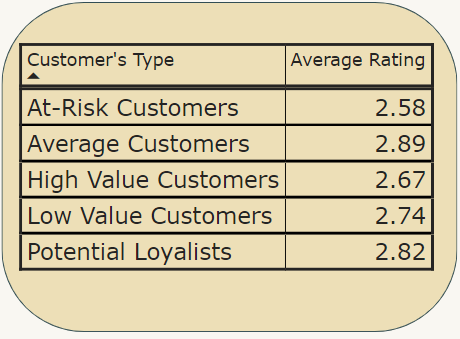 Customer's Type Average Rating
At-Risk Customers 2.58
Average Customers 2.89
High Value Customers 2.67
Low Value Customers 2.74
Potential Loyalists 2.82